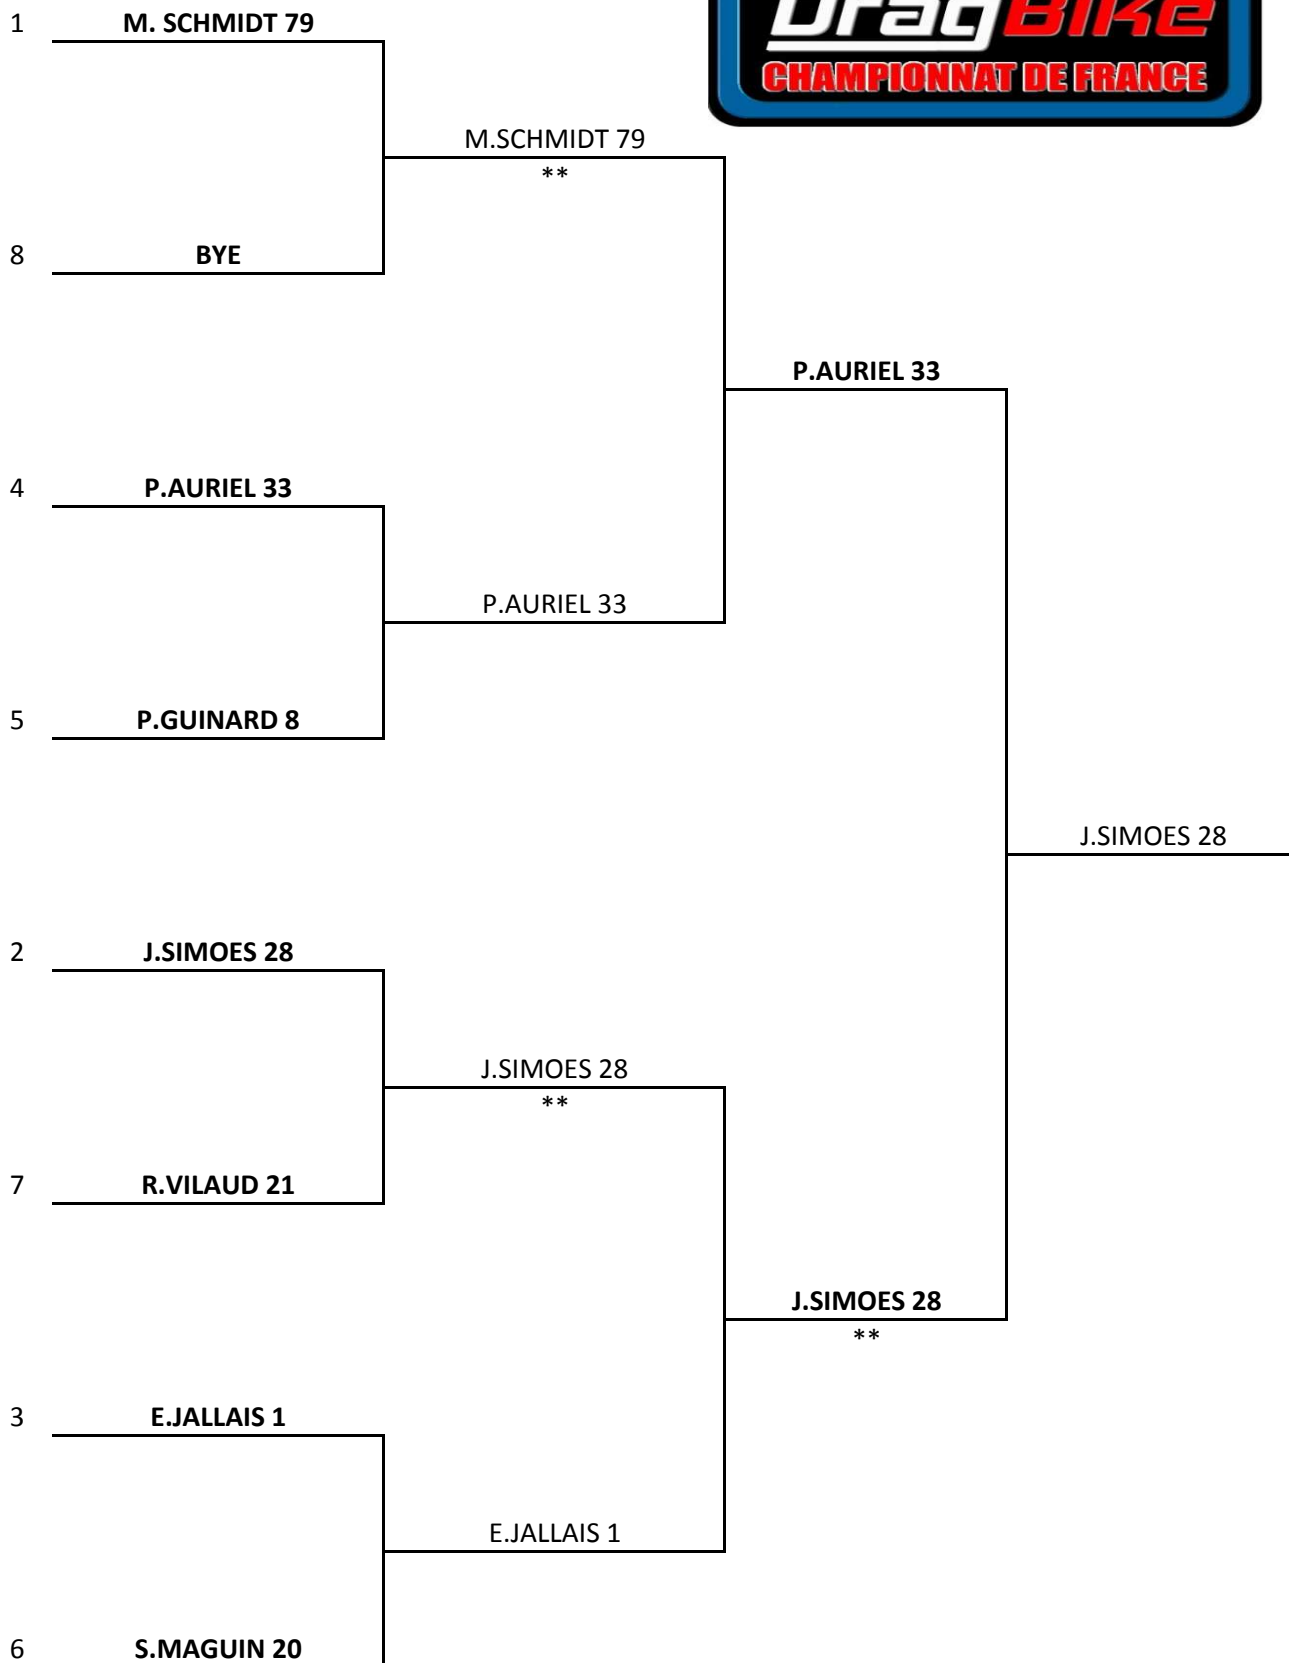 DragBike
CHAMPIONNAT DE FRANCE
1 M. SCHMIDT 79
M.SCHMIDT 79
**
8 BYE
P.AURIEL 33
4 P.AURIEL 33
P.AURIEL 33
5 P.GUINARD 8
J.SIMOES 28
2 J.SIMOES 28
J.SIMOES 28
**
7 R.VILAUD 21
J.SIMOES 28
**
3 E.JALLAIS 1
E.JALLAIS 1
6 S.MAGUIN 20